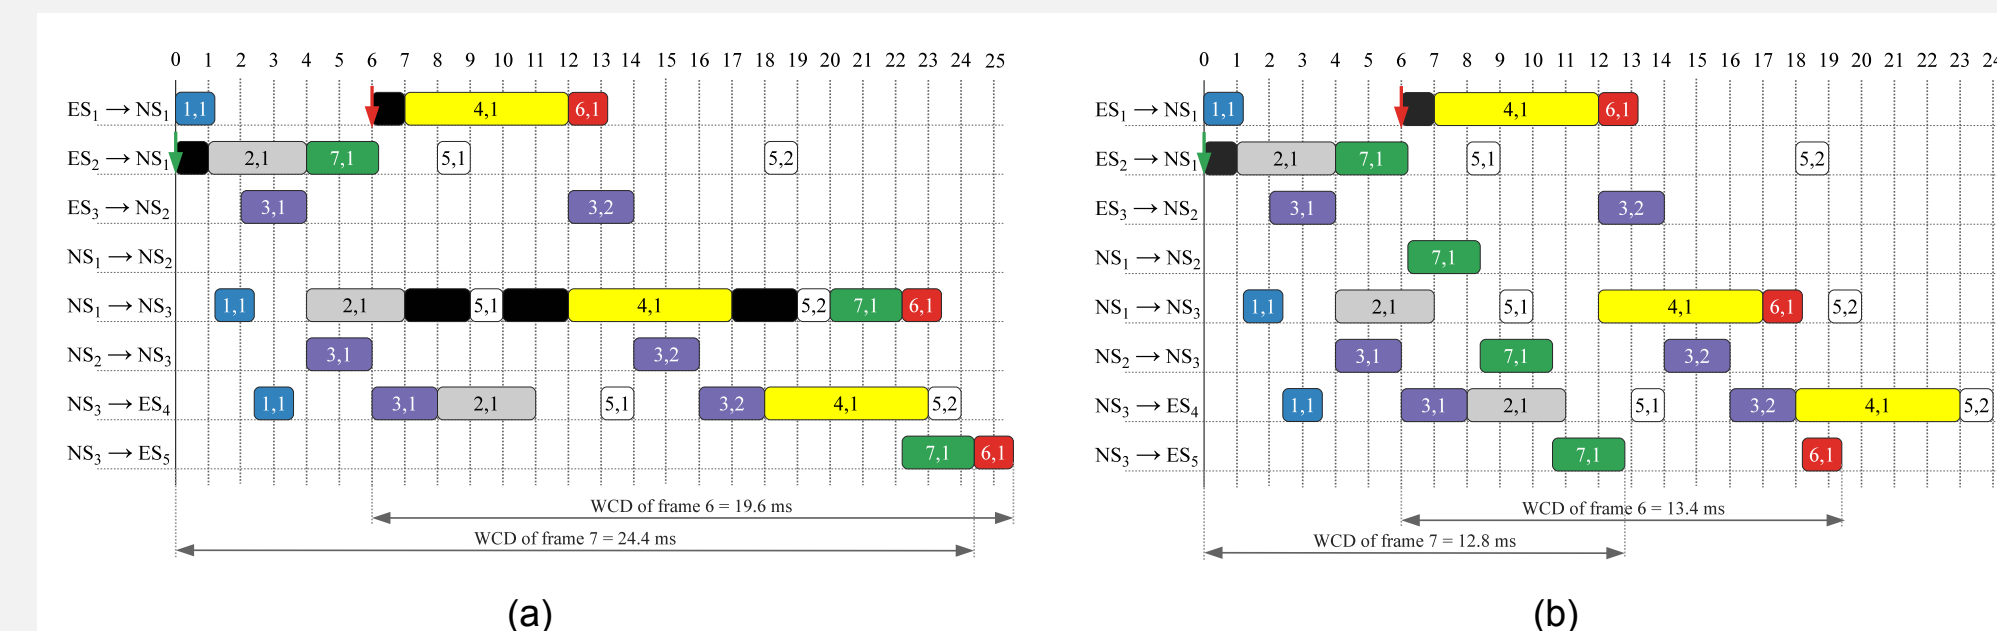 0 1 2 3 4 5 6 7 8 9 10 11 12 13 14 15 16 17 18 19 20 21 22 23 24 25
ES1 → NS1 1,1 4,1 6,1
ES2 → NS1 2,1 7,1 5,1 5,2
ES3 → NS2 3,1 3,2
NS1 → NS2
NS1 → NS3 1,1 2,1 5,1 4,1 5,2 7,1 6,1
NS2 → NS3 3,1 3,2
NS3 → ES4 1,1 3,1 2,1 5,1 3,2 4,1 5,2
NS3 → ES5 7,1 6,1
WCD of frame 6 = 19.6 ms
WCD of frame 7 = 24.4 ms
(a)
0 1 2 3 4 5 6 7 8 9 10 11 12 13 14 15 16 17 18 19 20 21 22 23 24
ES1 → NS1 1,1 4,1 6,1
ES2 → NS1 2,1 7,1 5,1 5,2
ES3 → NS2 3,1 3,2
NS1 → NS2 7,1
NS1 → NS3 1,1 2,1 5,1 4,1 6,1 5,2
NS2 → NS3 3,1 7,1 3,2
NS3 → ES4 1,1 3,1 2,1 5,1 3,2 4,1 5,2
NS3 → ES5 7,1 6,1
WCD of frame 6 = 13.4 ms
WCD of frame 7 = 12.8 ms
(b)